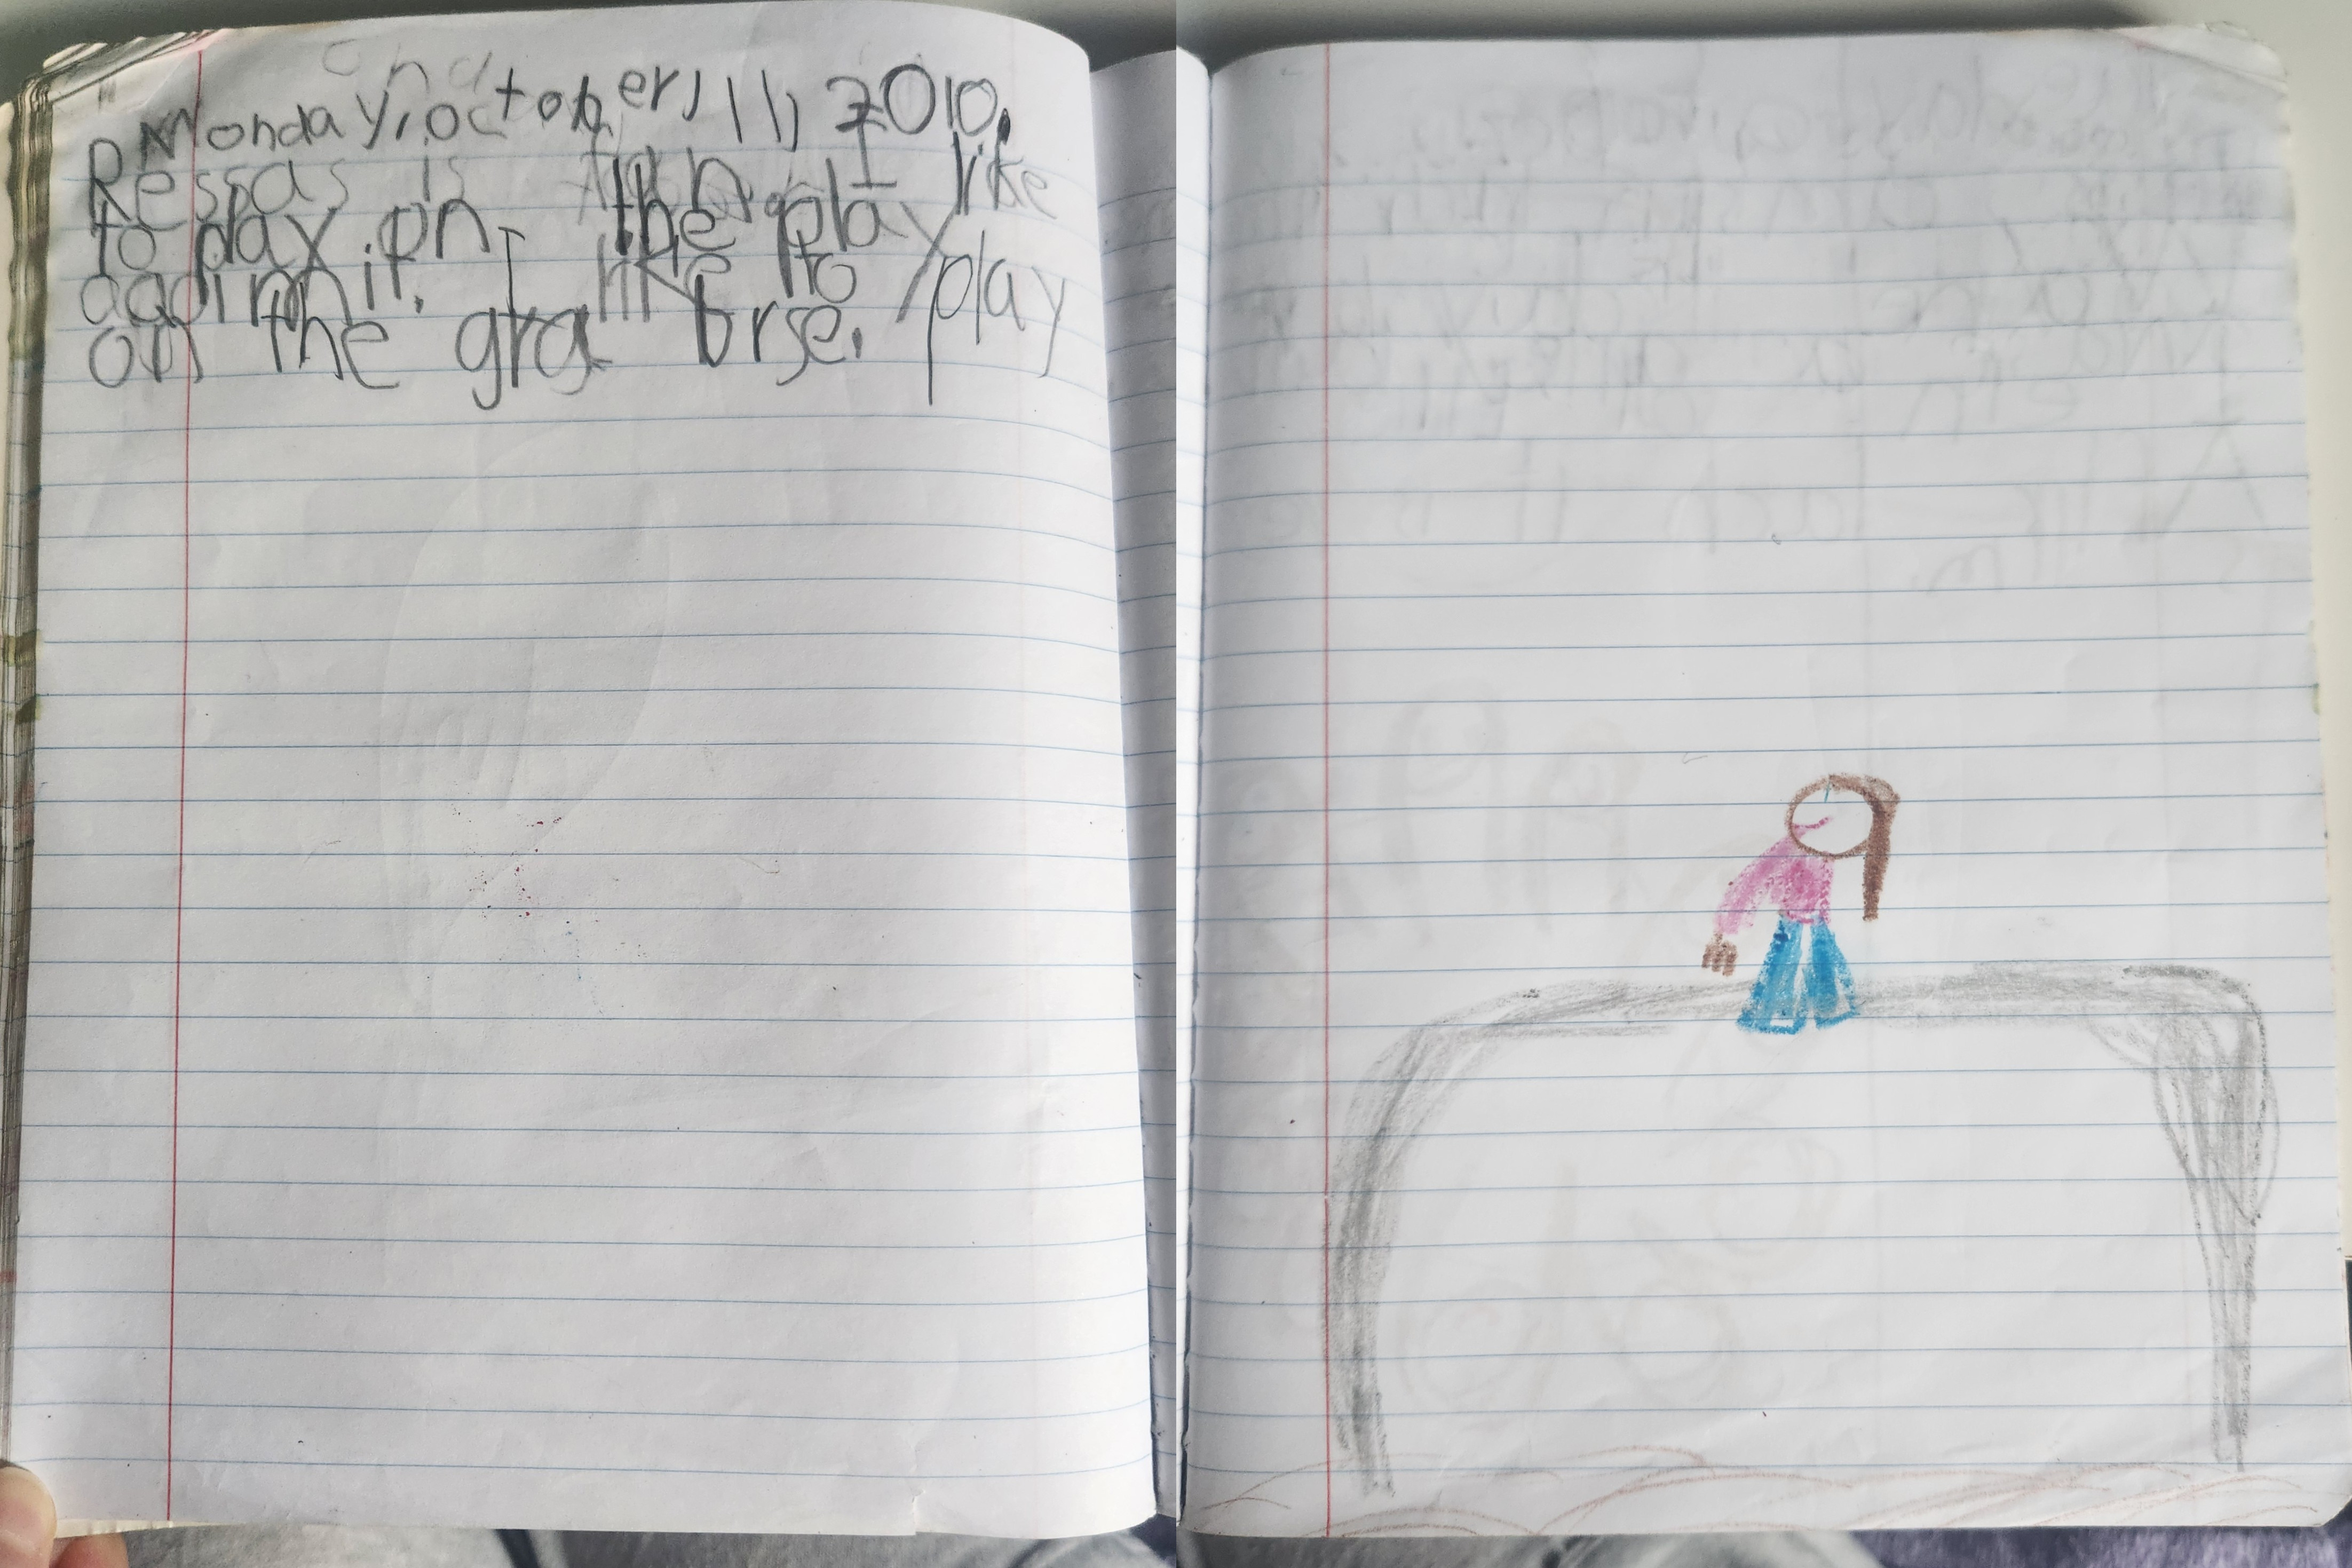 Monday, october, 11, 2010.
Ressas is fun. I like
to play on the play
aqimnit. I like to play
on the gra brse.